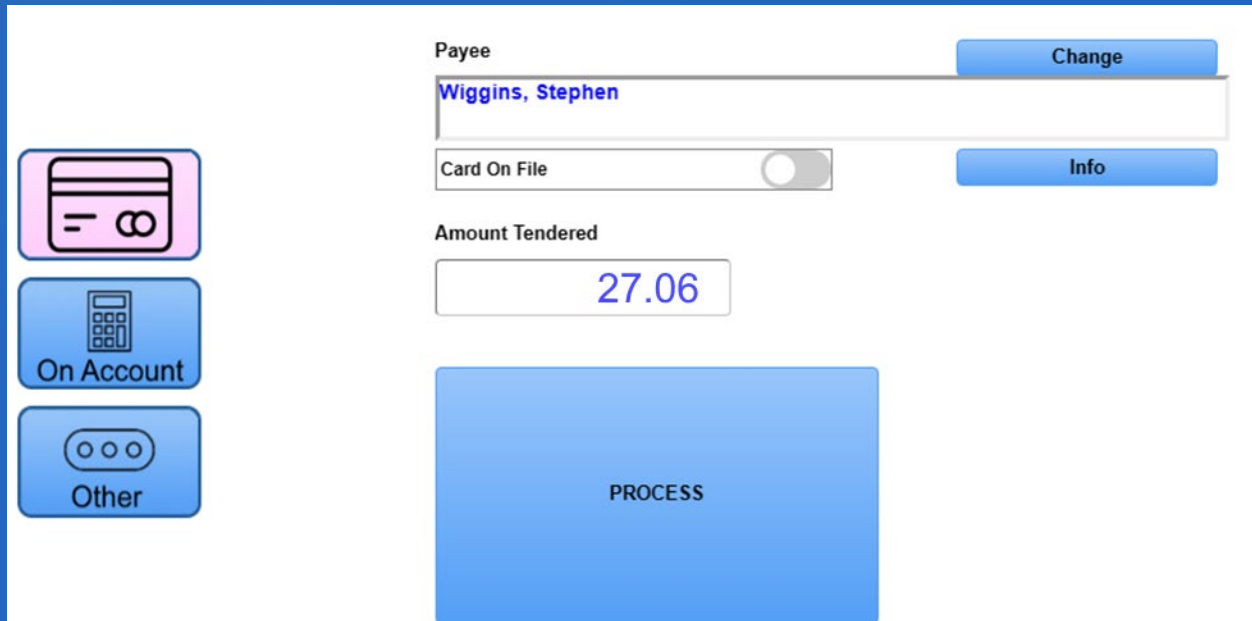 Payee
Change
Wiggins, Stephen
Card On File
Info
Amount Tendered
27.06
On Account
Other
PROCESS